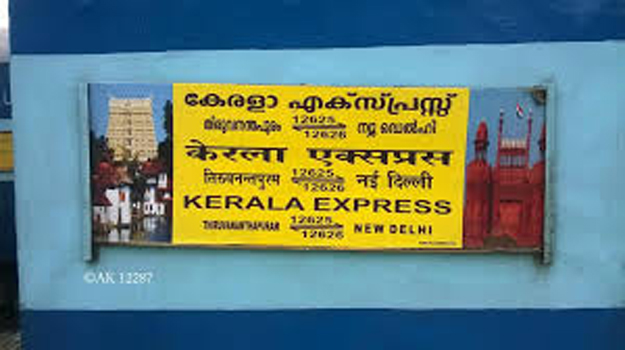 കേരളാ എക്സ്പ്രസ്സ്
തിരുവനന്തപുരം 12625 12626 ന്യൂ ഡെൽഹി
केरला एक्सप्रस
तिरुवनन्तपुरम 12625 12626 नई दिल्ली
KERALA EXPRESS
THIRUVANANTHAPURAM 12625 12626 NEW DELHI
©AK 12287